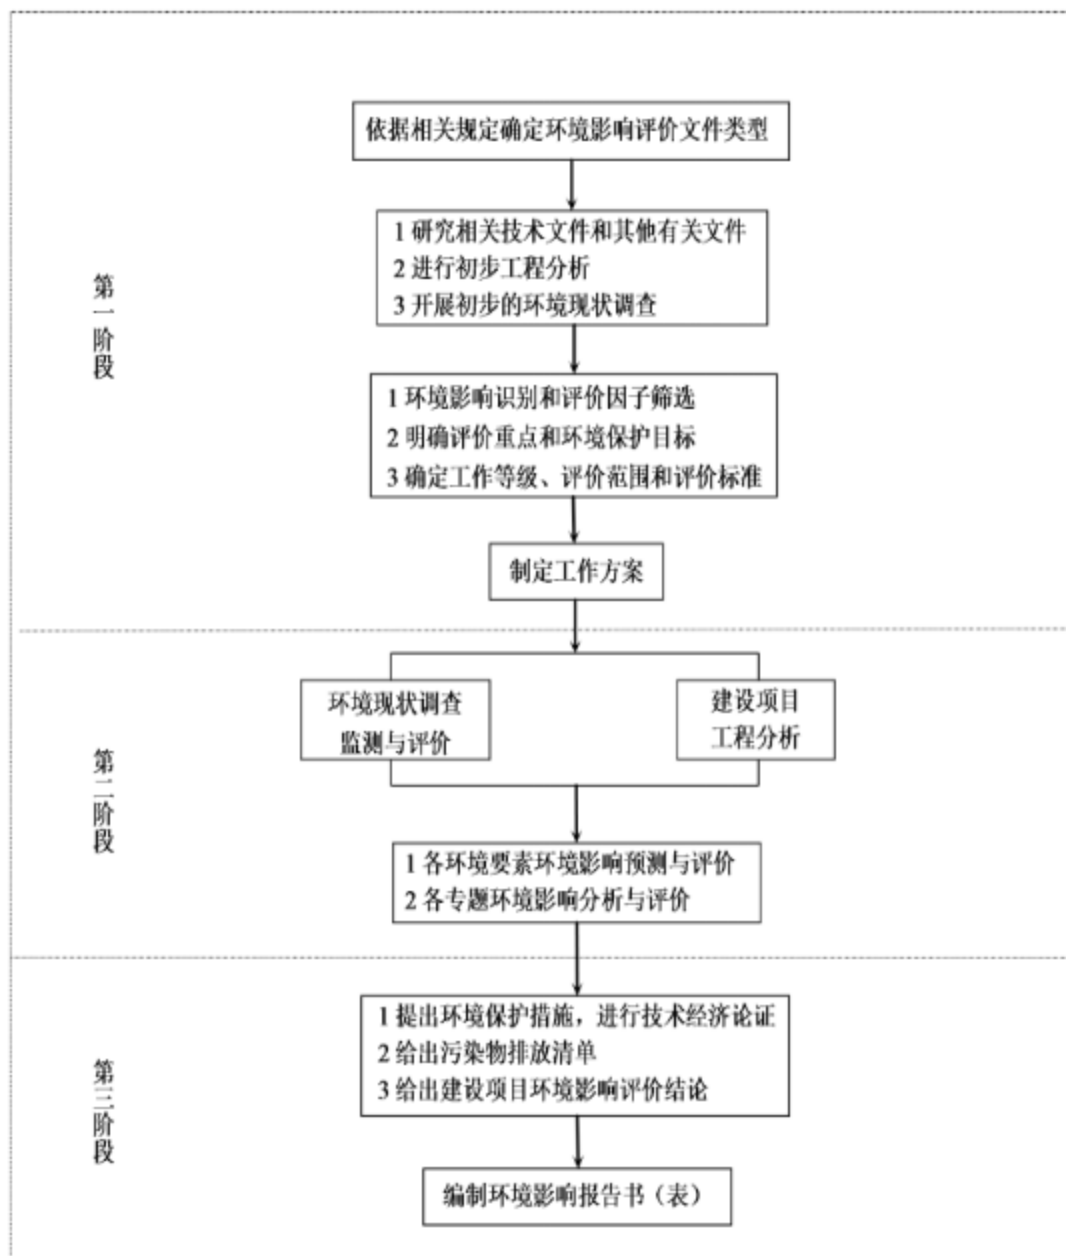 依据相关规定确定环境影响评价文件类型
1 研究相关技术文件和其他有关文件
2 进行初步工程分析
3 开展初步的环境现状调查
第一阶段
1 环境影响识别和评价因子筛选
2 明确评价重点和环境保护目标
3 确定工作等级、评价范围和评价标准
制定工作方案
环境现状调查
监测与评价
建设项目
工程分析
第二阶段
1 各环境要素环境影响预测与评价
2 各专题环境影响分析与评价
1 提出环境保护措施，进行技术经济论证
2 给出污染物排放清单
3 给出建设项目环境影响评价结论
第三阶段
编制环境影响报告书（表）